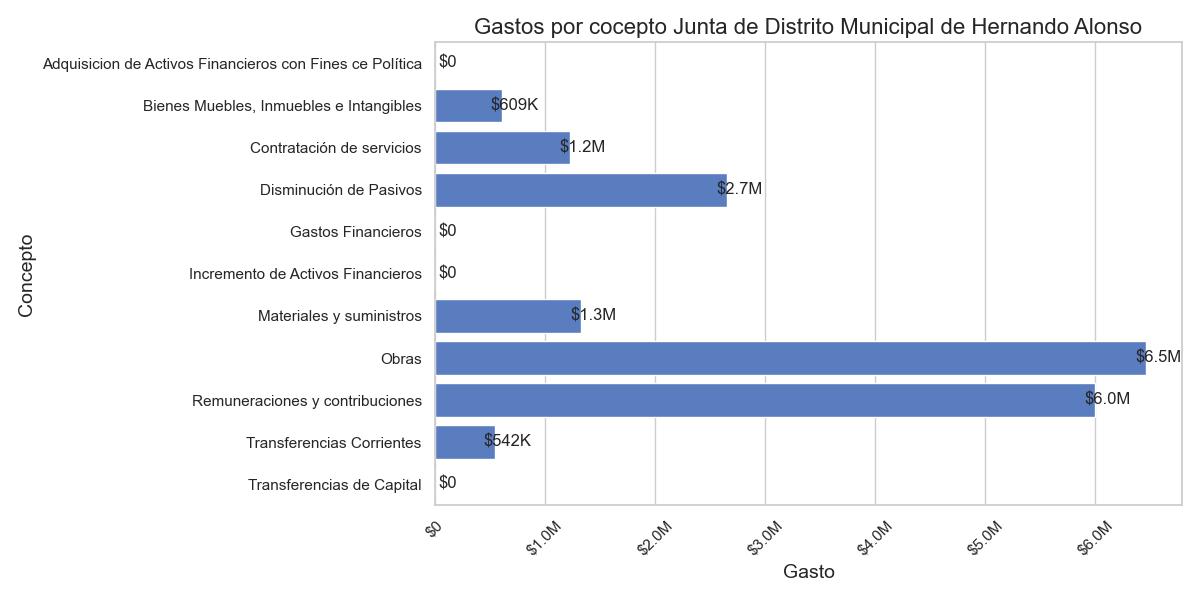 Gastos por cocepto Junta de Distrito Municipal de Hernando Alonso
Concepto
Adquisicion de Activos Financieros con Fines ce Política $0
Bienes Muebles, Inmuebles e Intangibles $609K
Contratación de servicios $1.2M
Disminución de Pasivos $2.7M
Gastos Financieros $0
Incremento de Activos Financieros $0
Materiales y suministros $1.3M
Obras $6.5M
Remuneraciones y contribuciones $6.0M
Transferencias Corrientes $542K
Transferencias de Capital $0
$0 $1.0M $2.0M $3.0M $4.0M $5.0M $6.0M
Gasto